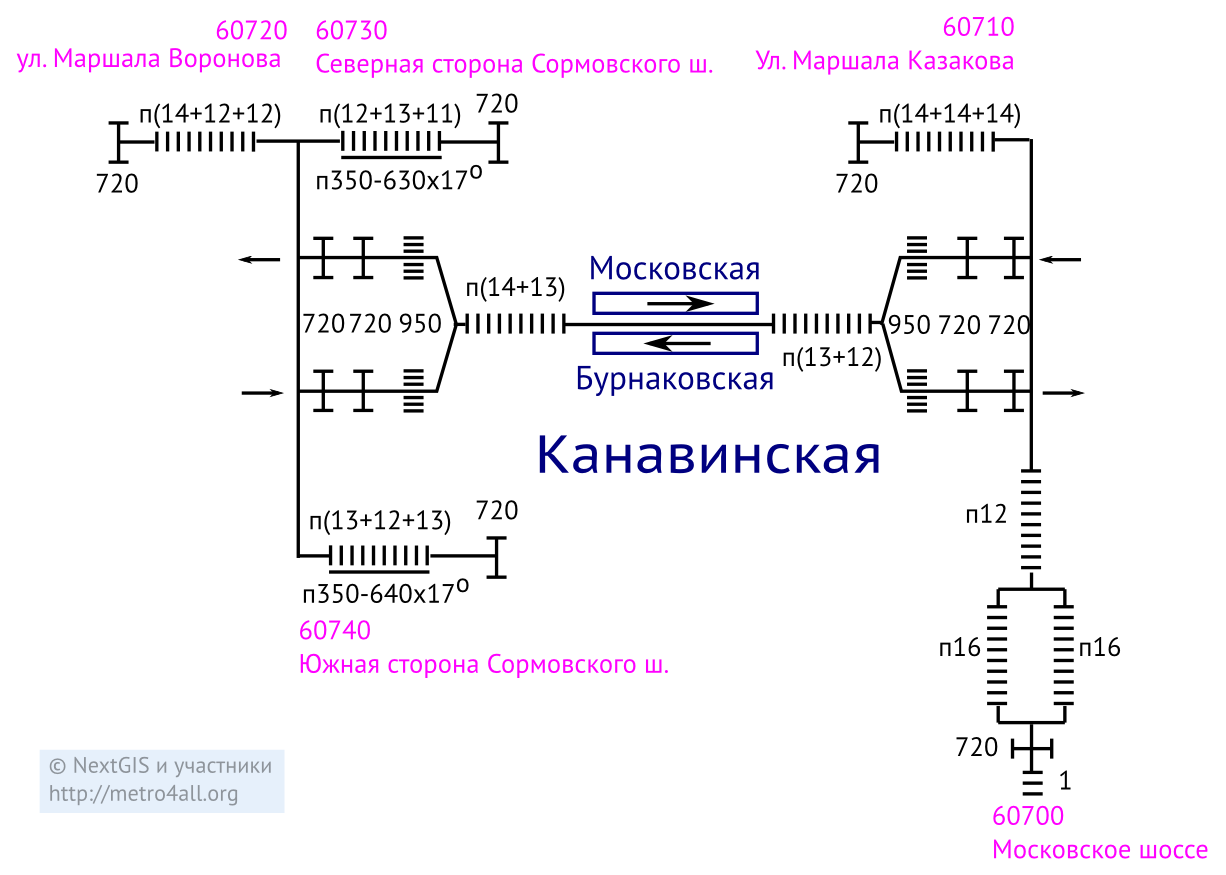 60720
ул. Маршала Воронова
60730
Северная сторона Сормовского ш.
60710
Ул. Маршала Казакова
п(14+12+12)
п(12+13+11)
720
п(14+14+14)
720
п350-630х17º
720
Московская
п(14+13)
720 720 950
950 720 720
п(13+12)
Бурнаковская
Канавинская
п(13+12+13)
720
п12
п350-640х17º
60740
Южная сторона Сормовского ш.
п16
п16
720
1
60700
Московское шоссе
© NextGIS и участники
http://metro4all.org